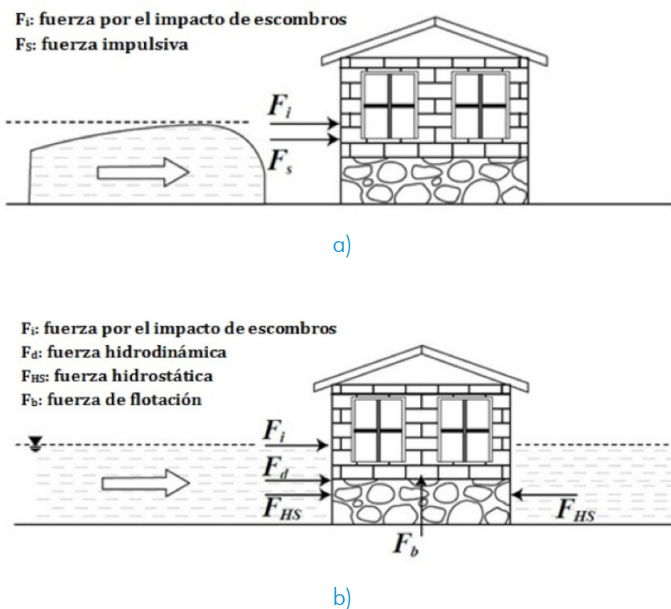 Fi: fuerza por el impacto de escombros
FS: fuerza impulsiva
Fi
Fs
a)
Fi: fuerza por el impacto de escombros
Fd: fuerza hidrodinámica
FHS: fuerza hidrostática
Fb: fuerza de flotación
Fi
Fd
FHS
FHS
Fb
b)